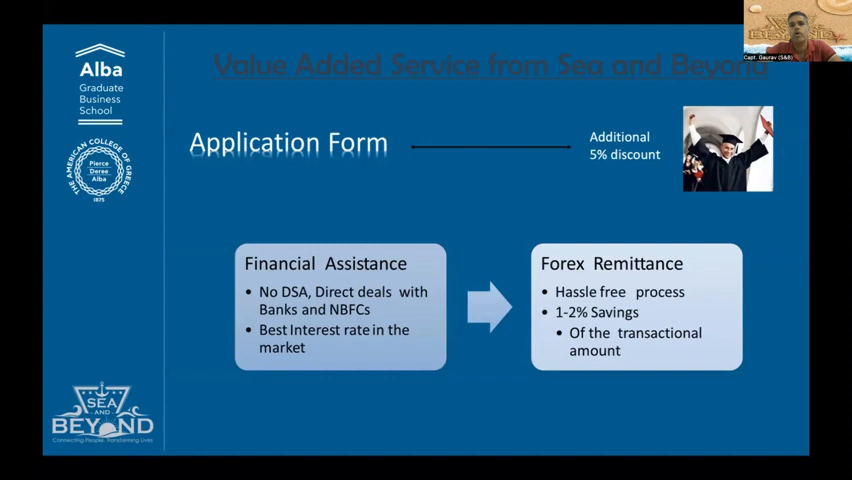 Alba
Graduate
Business
School
THE AMERICAN COLLEGE OF GREECE
Pierce
Deree
Alba
1875
Value Added Service from Sea and Beyond
Application Form
Additional
5% discount
Financial Assistance
• No DSA, Direct deals with
Banks and NBFCs
• Best Interest rate in the
market
Forex Remittance
• Hassle free process
• 1-2% Savings
• Of the transactional
amount
SEA
AND
BEYOND
Connecting People, Transforming Lives
BEYOND
Capt. Gaurav (S&B)